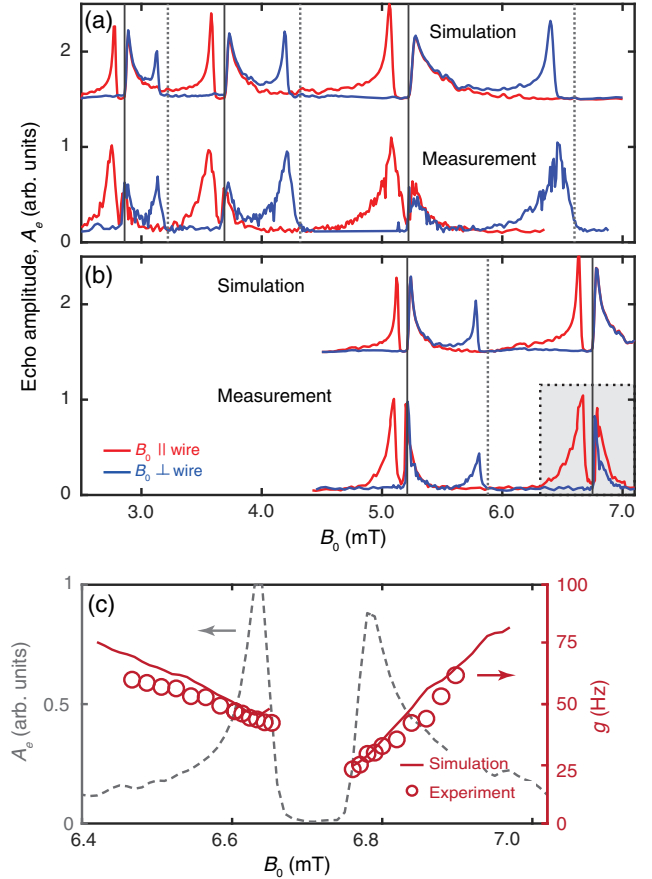 (a)
2
1
0
Simulation
Measurement
Echo amplitude, A_e (arb. units)
(b)
2
1
0
Simulation
Measurement
B_0 || wire
B_0 ⊥ wire
3.0 4.0 5.0 6.0 7.0
B_0 (mT)
(c)
1
0.5
0
A_e (arb. units)
100
75
50
25
0
g (Hz)
Simulation
Experiment
6.4 6.6 6.8 7.0
B_0 (mT)